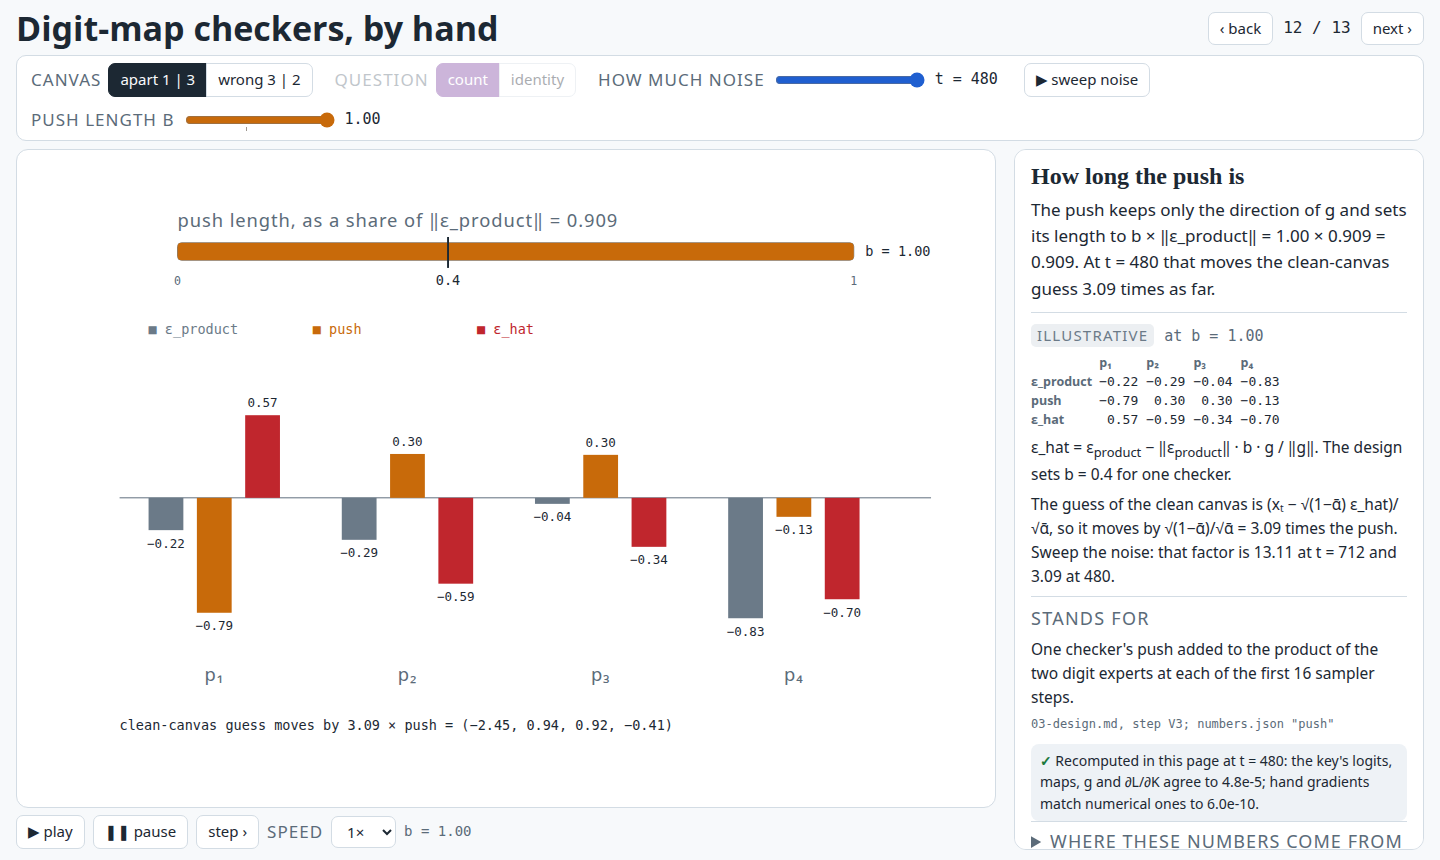 Digit-map checkers, by hand
‹ back 12 / 13 next ›
CANVAS apart 1 | 3 wrong 3 | 2 QUESTION count identity HOW MUCH NOISE t = 480 ▶ sweep noise
PUSH LENGTH B 1.00
push length, as a share of ‖ε_product‖ = 0.909
b = 1.00
0 0.4 1
■ ε_product ■ push ■ ε_hat
0.57
0.30
0.30
−0.22
−0.29
−0.04
−0.13
−0.34
−0.59
−0.79
−0.70
−0.83
p₁ p₂ p₃ p₄
clean-canvas guess moves by 3.09 × push = (−2.45, 0.94, 0.92, −0.41)
▶ play ❚❚ pause step › SPEED 1× b = 1.00
How long the push is
The push keeps only the direction of g and sets
its length to b × ‖ε_product‖ = 1.00 × 0.909 =
0.909. At t = 480 that moves the clean-canvas
guess 3.09 times as far.
ILLUSTRATIVE at b = 1.00
p₁ p₂ p₃ p₄
ε_product −0.22 −0.29 −0.04 −0.83
push −0.79 0.30 0.30 −0.13
ε_hat 0.57 −0.59 −0.34 −0.70
ε_hat = ε_product − ‖ε_product‖ · b · g / ‖g‖. The design
sets b = 0.4 for one checker.
The guess of the clean canvas is (xₜ − √(1−ᾱ) ε_hat)/
√ᾱ, so it moves by √(1−ᾱ)/√ᾱ = 3.09 times the push.
Sweep the noise: that factor is 13.11 at t = 712 and
3.09 at 480.
STANDS FOR
One checker's push added to the product of the
two digit experts at each of the first 16 sampler
steps.
03-design.md, step V3; numbers.json "push"
✓ Recomputed in this page at t = 480: the key's logits,
maps, g and ∂L/∂K agree to 4.8e-5; hand gradients
match numerical ones to 6.0e-10.
▶ WHERE THESE NUMBERS COME FROM